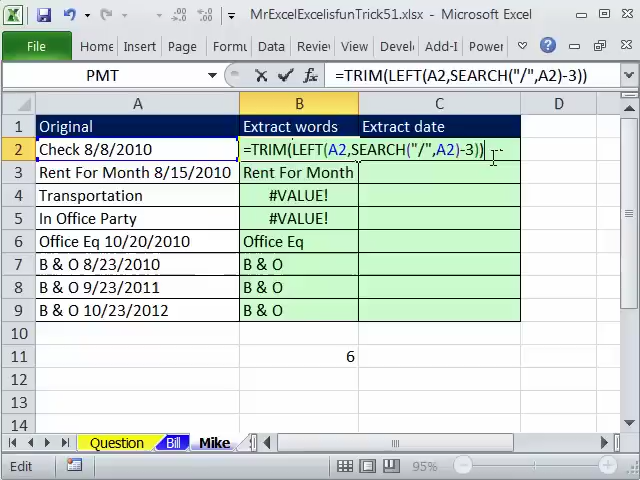 MrExcelExcelisfunTrick51.xlsx - Microsoft Excel
File Home Insert Page Formu Data Review View Develo Add-I Power
PMT =TRIM(LEFT(A2,SEARCH("/",A2)-3))
A B C D
1 Original Extract words Extract date
2 Check 8/8/2010 =TRIM(LEFT(A2,SEARCH("/",A2)-3))
3 Rent For Month 8/15/2010 Rent For Month
4 Transportation #VALUE!
5 In Office Party #VALUE!
6 Office Eq 10/20/2010 Office Eq
7 B & O 8/23/2010 B & O
8 B & O 9/23/2011 B & O
9 B & O 10/23/2012 B & O
10
11 6
12
13
14
Question Bill Mike
Edit 95%